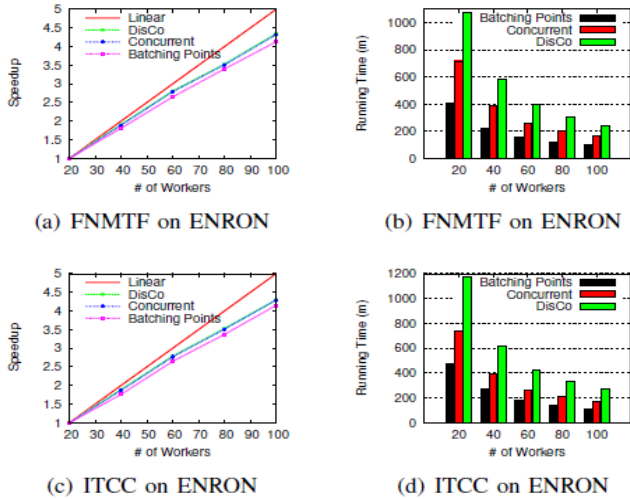 5
4.5
4
3.5
3
2.5
2
1.5
1
Speedup
Linear
DisCo
Concurrent
Batching Points
20 30 40 50 60 70 80 90 100
# of Workers
(a) FNMTF on ENRON
1000
800
600
400
200
0
Running Time (m)
Batching Points
Concurrent
DisCo
20 40 60 80 100
# of Workers
(b) FNMTF on ENRON
5
4.5
4
3.5
3
2.5
2
1.5
1
Speedup
Linear
DisCo
Concurrent
Batching Points
20 30 40 50 60 70 80 90 100
# of Workers
(c) ITCC on ENRON
1200
1000
800
600
400
200
0
Running Time (m)
Batching Points
Concurrent
DisCo
20 40 60 80 100
# of Workers
(d) ITCC on ENRON